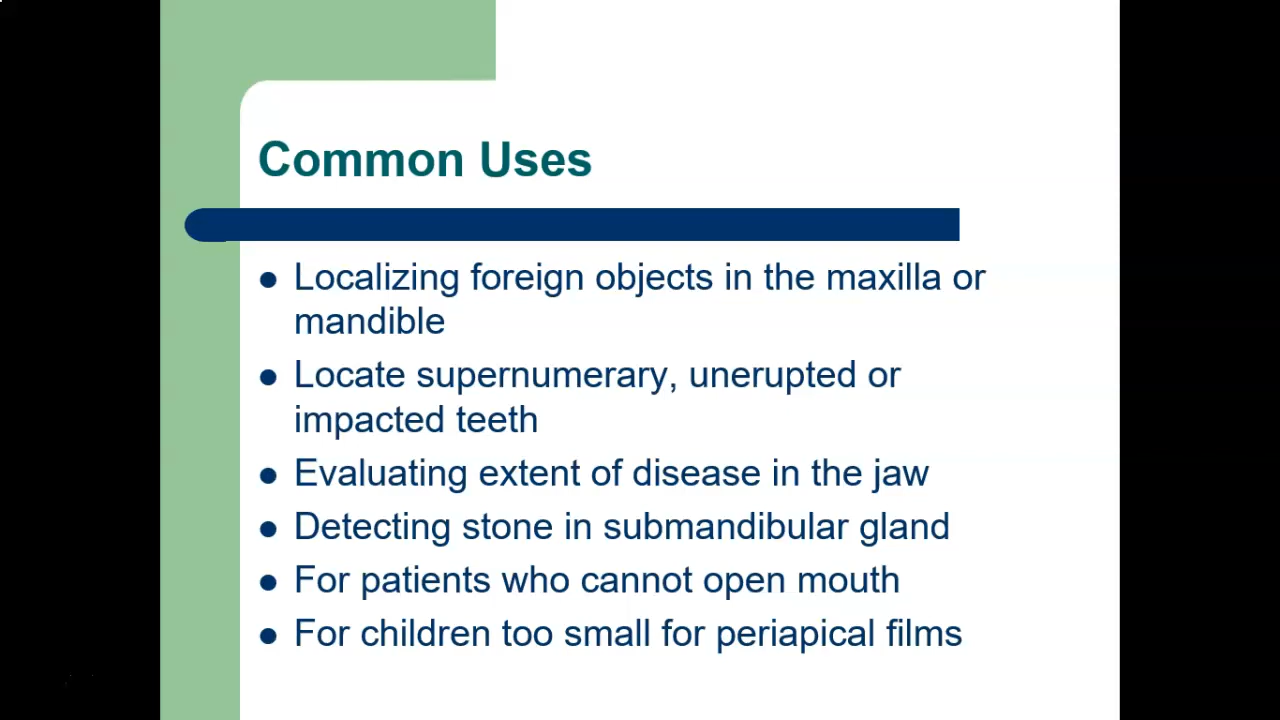 Common Uses
● Localizing foreign objects in the maxilla or
mandible
● Locate supernumerary, unerupted or
impacted teeth
● Evaluating extent of disease in the jaw
● Detecting stone in submandibular gland
● For patients who cannot open mouth
● For children too small for periapical films